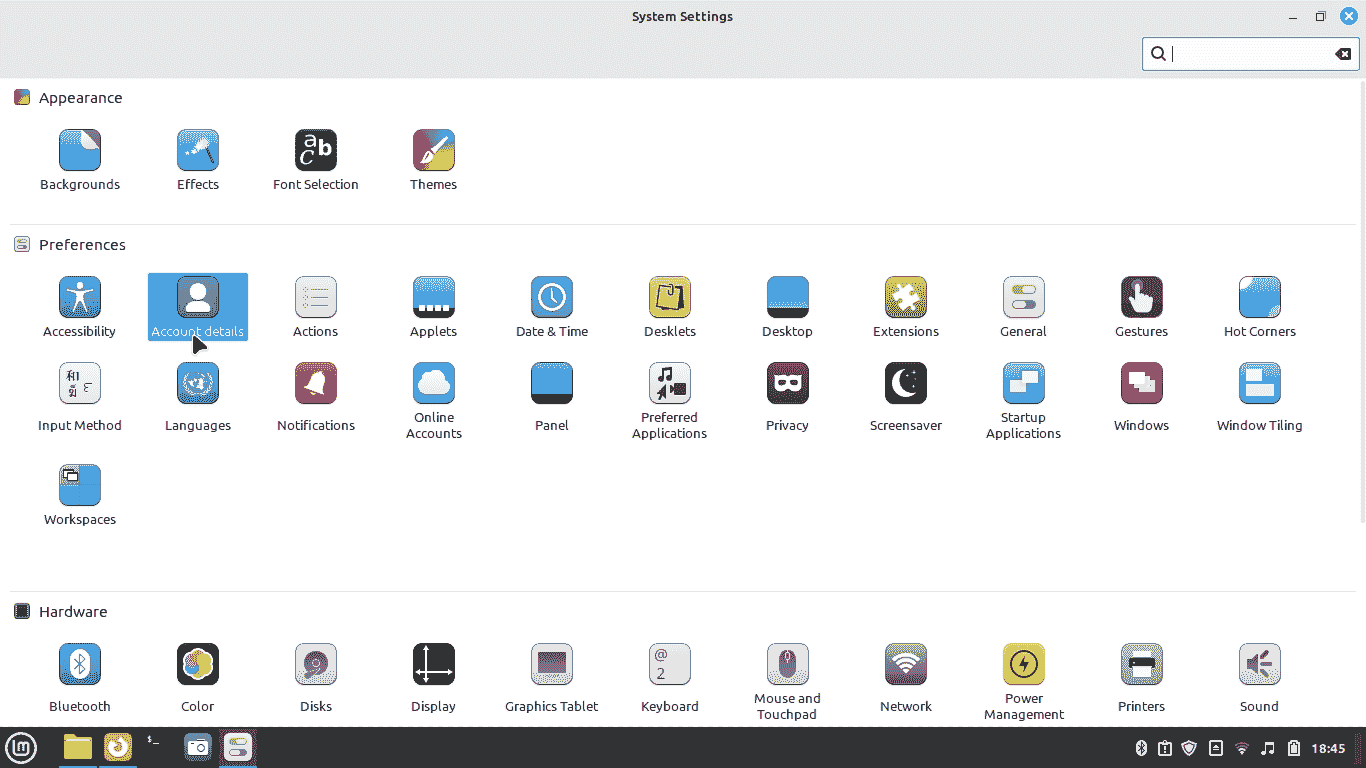 System Settings
Appearance
Backgrounds
Effects
Font Selection
Themes
Preferences
Accessibility
Account details
Actions
Applets
Date & Time
Desklets
Desktop
Extensions
General
Gestures
Hot Corners
Input Method
Languages
Notifications
Online
Accounts
Panel
Preferred
Applications
Privacy
Screensaver
Startup
Applications
Windows
Window Tiling
Workspaces
Hardware
Bluetooth
Color
Disks
Display
Graphics Tablet
Keyboard
Mouse and
Touchpad
Network
Power
Management
Printers
Sound
18:45